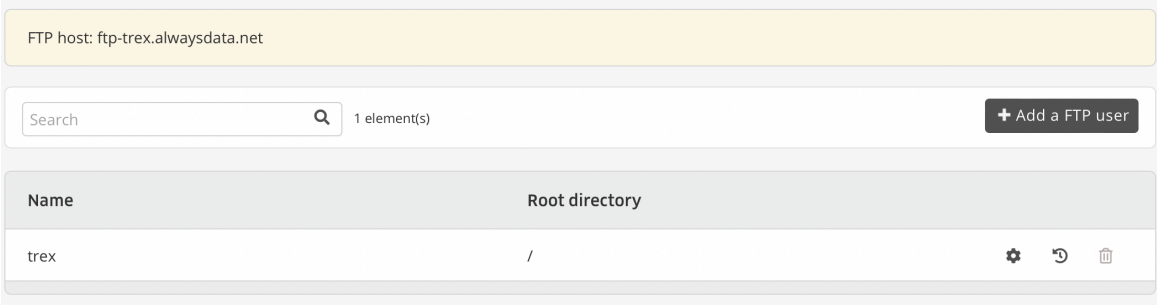 FTP host: ftp-trex.alwaysdata.net
Search
1 element(s)
Add a FTP user
Name
Root directory
trex
/